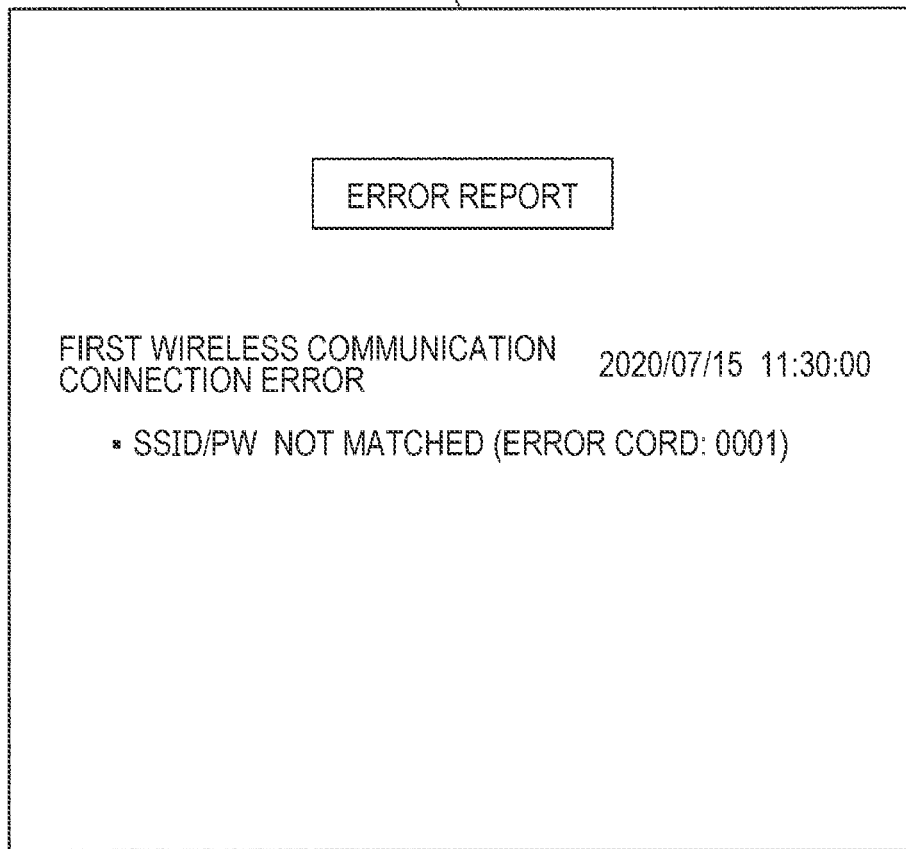 ERROR REPORT
FIRST WIRELESS COMMUNICATION
CONNECTION ERROR
2020/07/15 11:30:00
▪ SSID/PW NOT MATCHED (ERROR CORD: 0001)